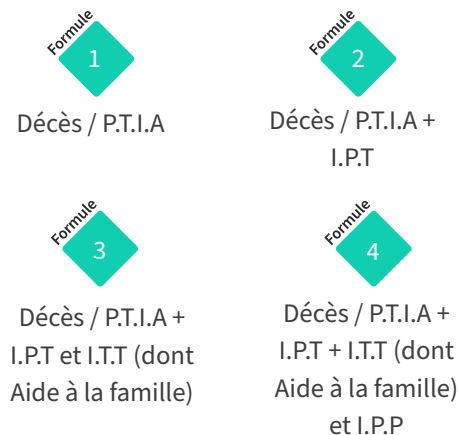 Formule
1
Décès / P.T.I.A
Formule
2
Décès / P.T.I.A +
I.P.T
Formule
3
Décès / P.T.I.A +
I.P.T et I.T.T (dont
Aide à la famille)
Formule
4
Décès / P.T.I.A +
I.P.T + I.T.T (dont
Aide à la famille)
et I.P.P